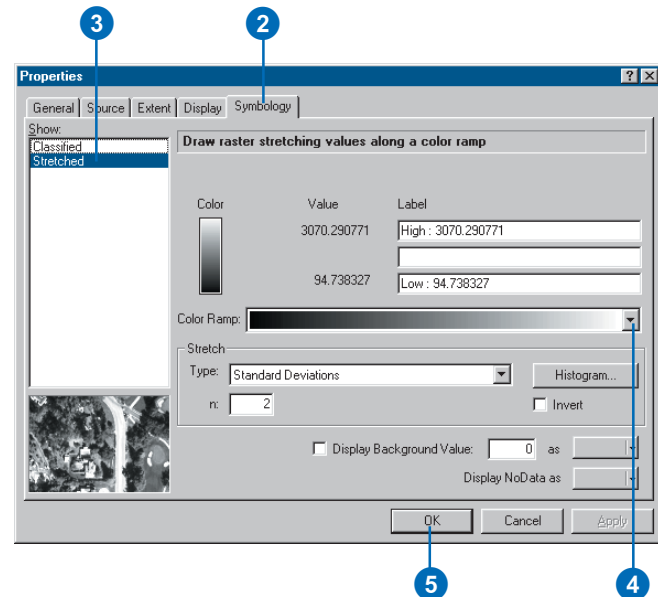 3 2
Properties ? X
General Source Extent Display Symbology
Show:
Classified
Stretched
Draw raster stretching values along a color ramp
Color Value Label
3070.290771 High : 3070.290771
94.738327 Low : 94.738327
Color Ramp:
Stretch
Type: Standard Deviations Histogram...
n: 2 Invert
Display Background Value: 0 as
Display NoData as
OK Cancel Apply
5 4